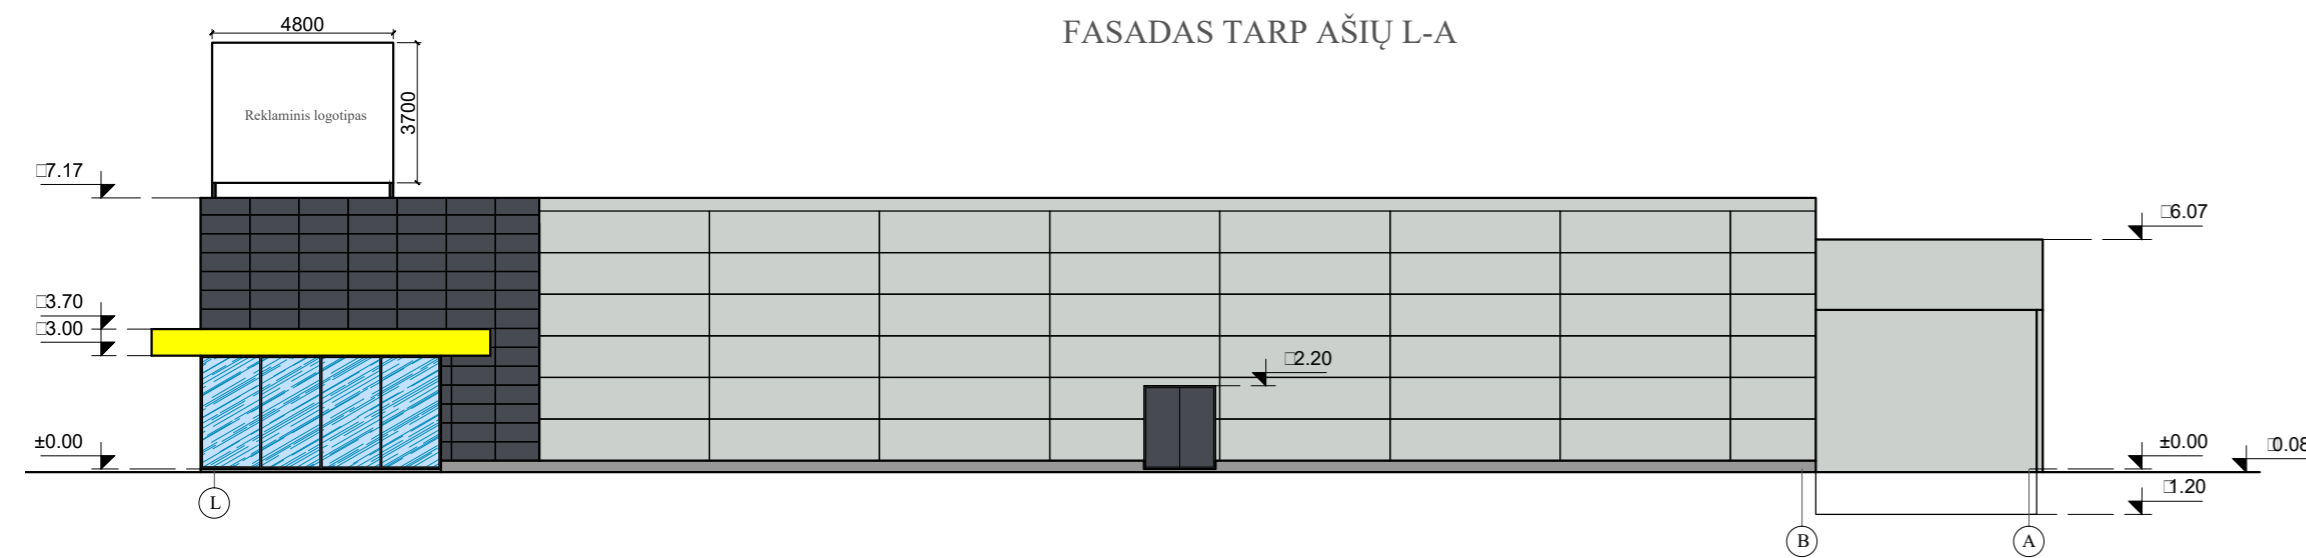 4800
FASADAS TARP AŠIŲ L-A
Reklaminis logotipas
3700
□7.17
□6.07
□3.70
□3.00
□2.20
±0.00
±0.00
□0.08
□1.20
L
B
A